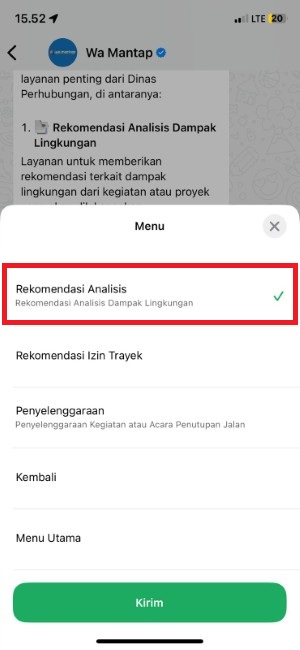 15.52
LTE 20
Wa Mantap
layanan penting dari Dinas
Perhubungan, di antaranya:
1. Rekomendasi Analisis Dampak
Lingkungan
Layanan untuk memberikan
rekomendasi terkait dampak
lingkungan dari kegiatan atau proyek
Menu
Rekomendasi Analisis
Rekomendasi Analisis Dampak Lingkungan
Rekomendasi Izin Trayek
Penyelenggaraan
Penyelenggaraan Kegiatan atau Acara Penutupan Jalan
Kembali
Menu Utama
Kirim